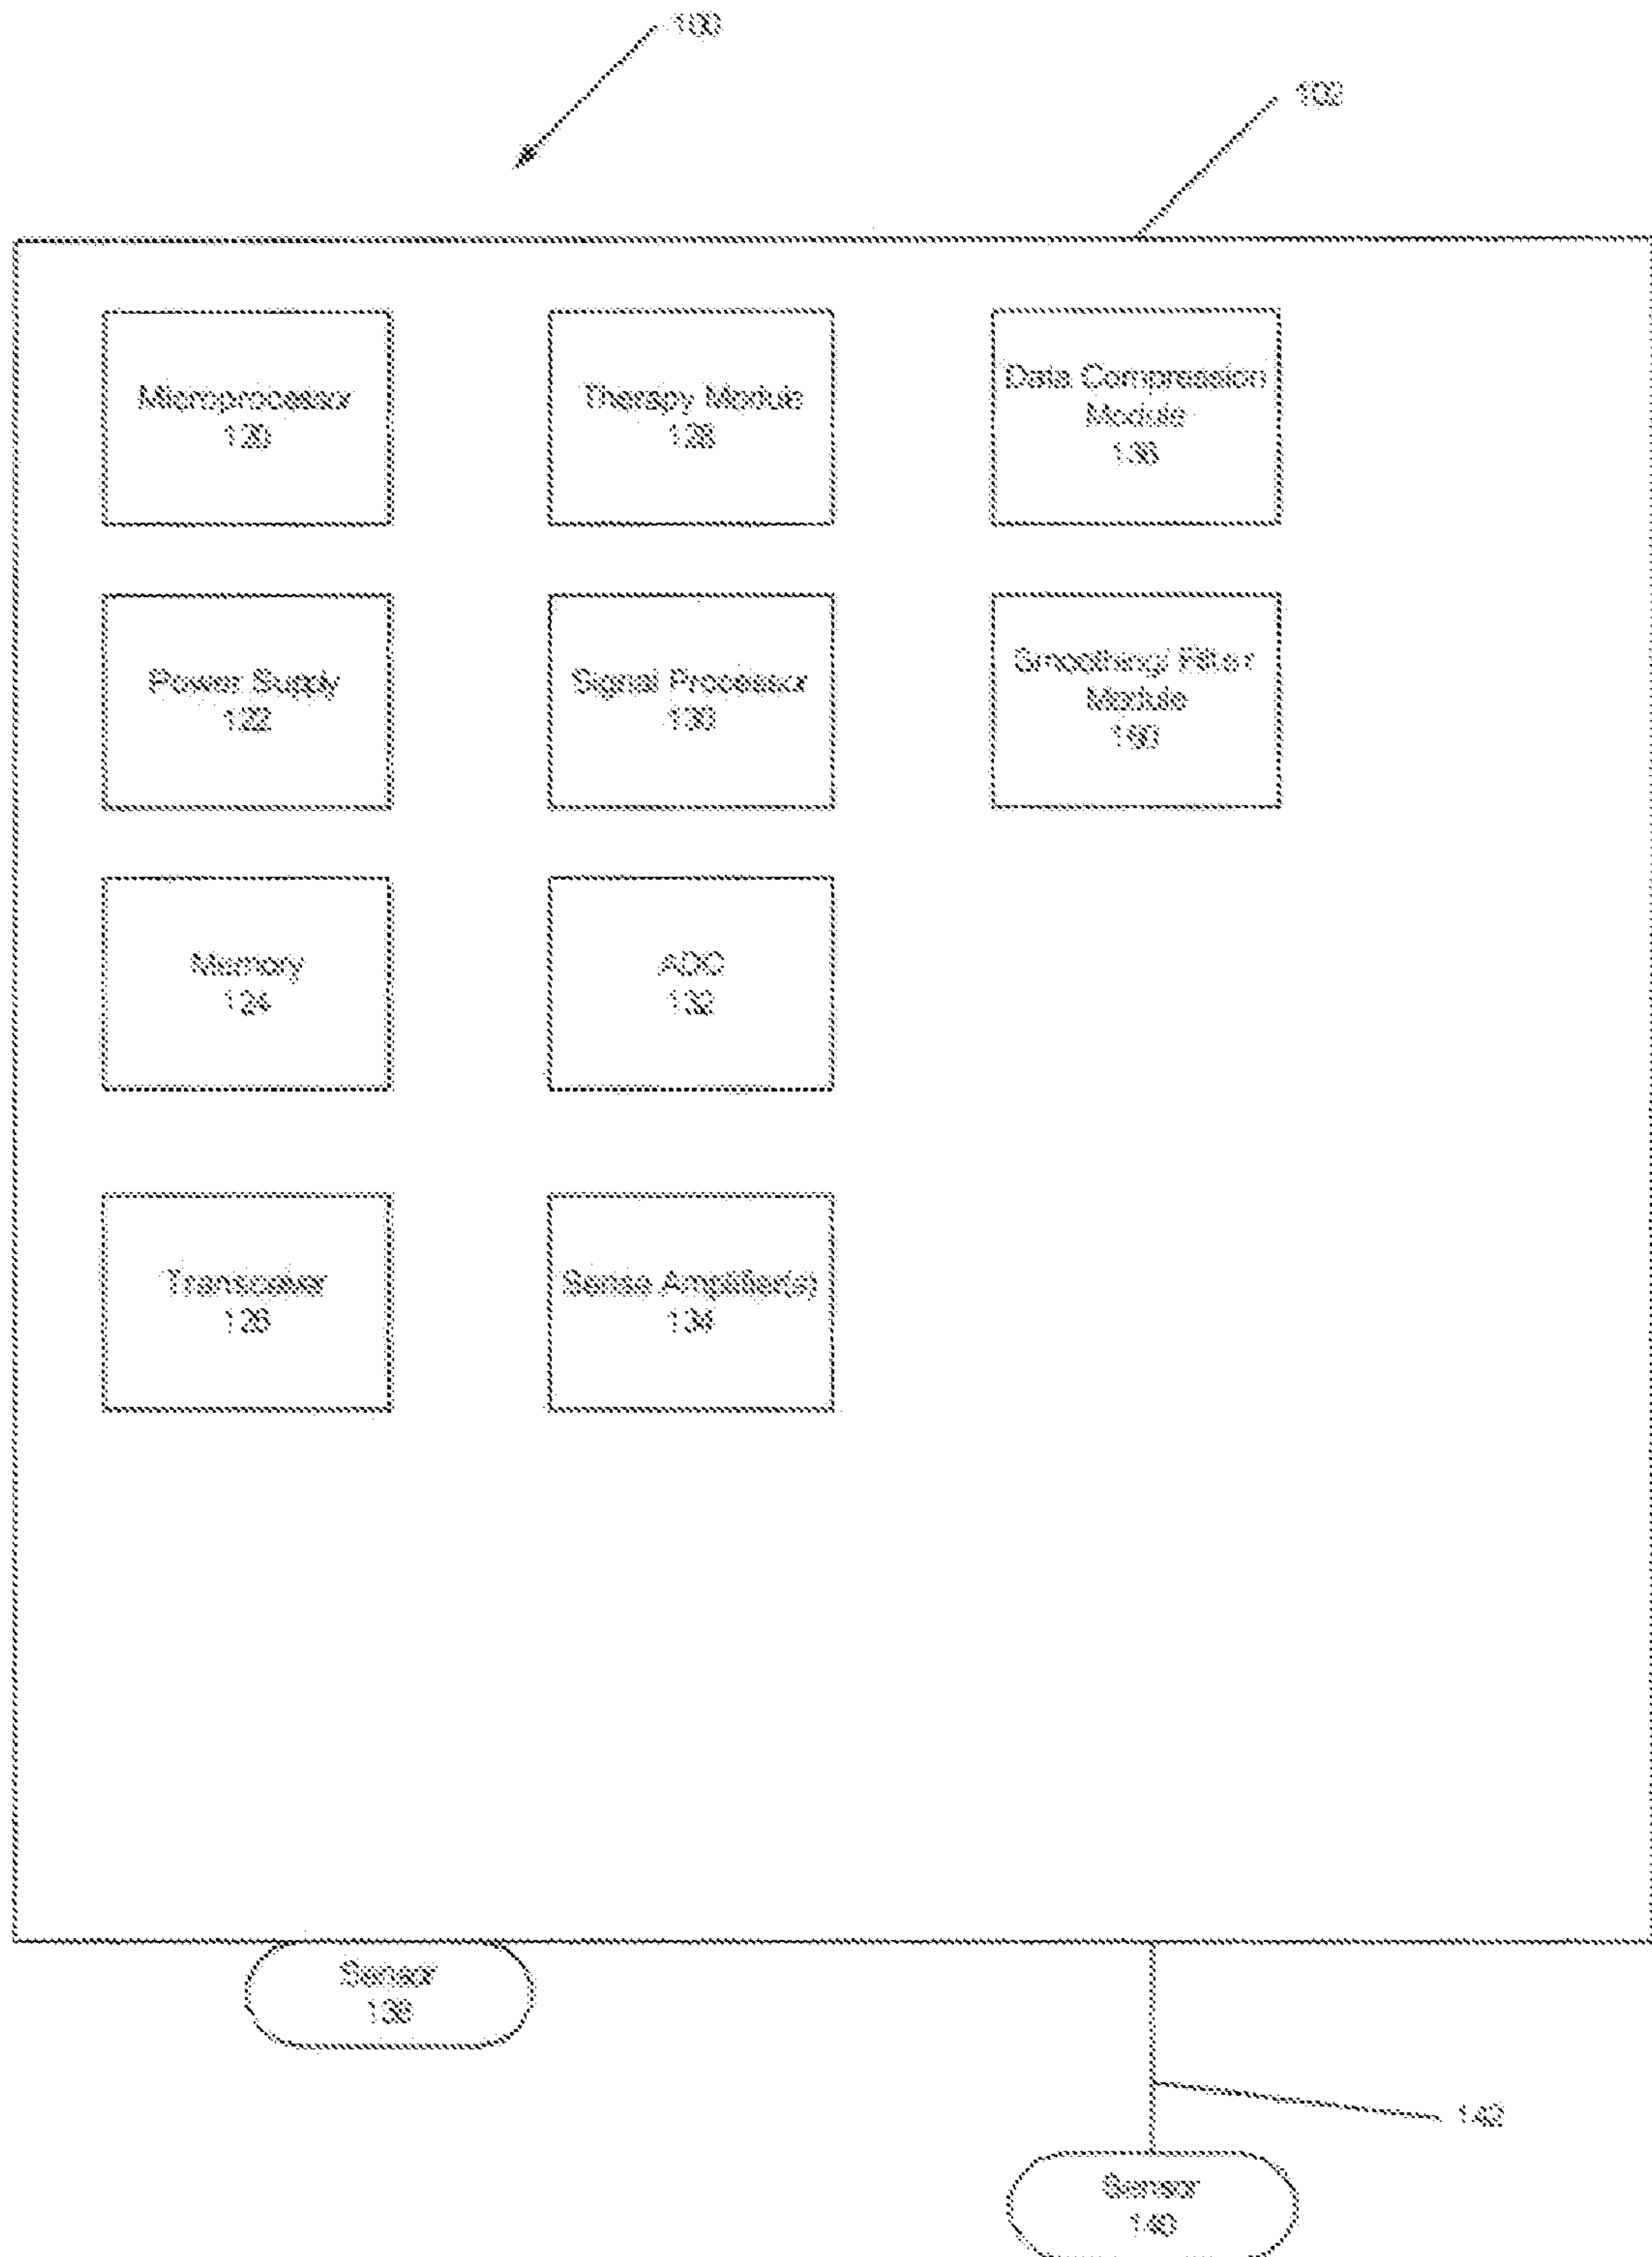 100
102
Microprocessor
120
Therapy Module
128
Data Compression
Module
136
Power Supply
122
Signal Processor
130
Smoothing/ Filter
Module
160
Memory
124
ADC
132
Transceiver
126
Sense Amplifier(s)
134
Sensor
138
142
Sensor
140